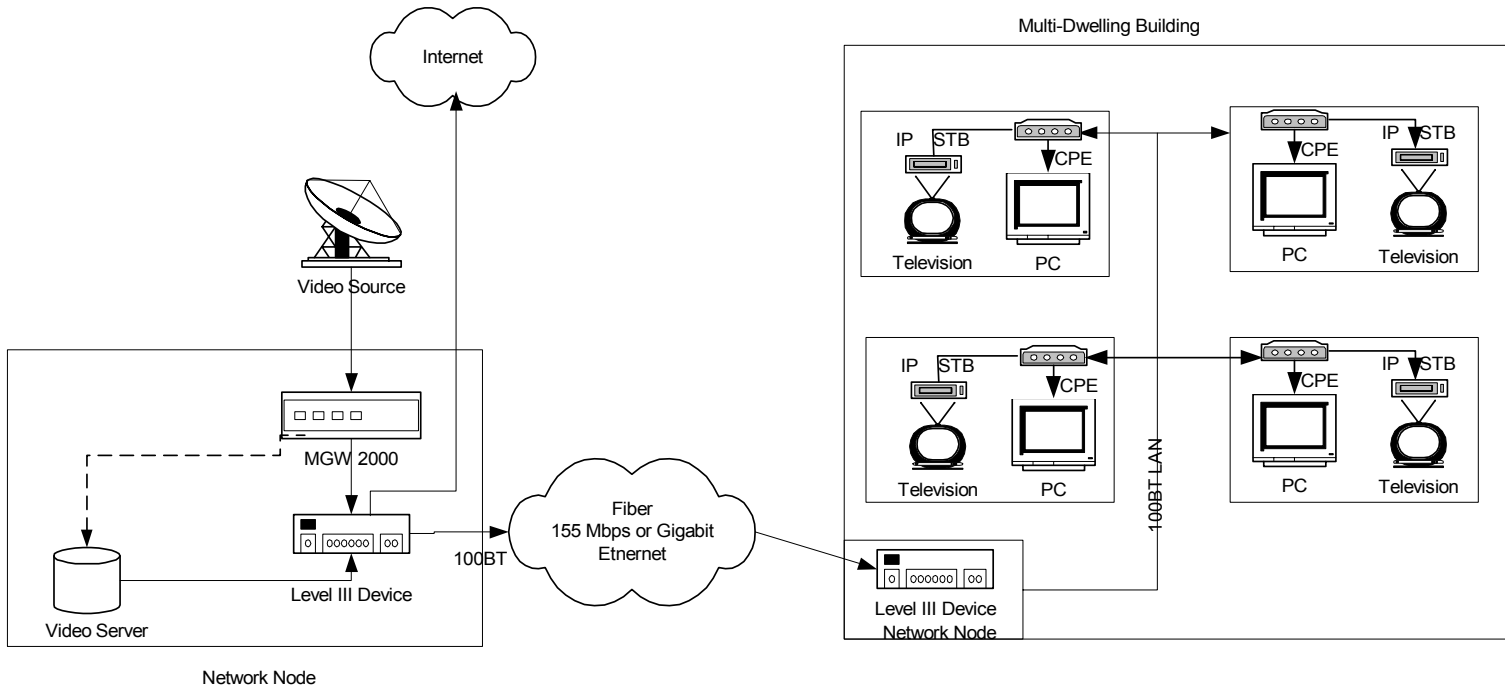 Internet
Multi-Dwelling Building
Video Source
MGW 2000
Level III Device
Video Server
Network Node
100BT
Fiber
155 Mbps or Gigabit
Etnernet
IP STB
CPE
Television
PC
IP STB
CPE
PC
Television
IP STB
CPE
Television
PC
IP STB
CPE
PC
Television
100BT LAN
Level III Device
Network Node